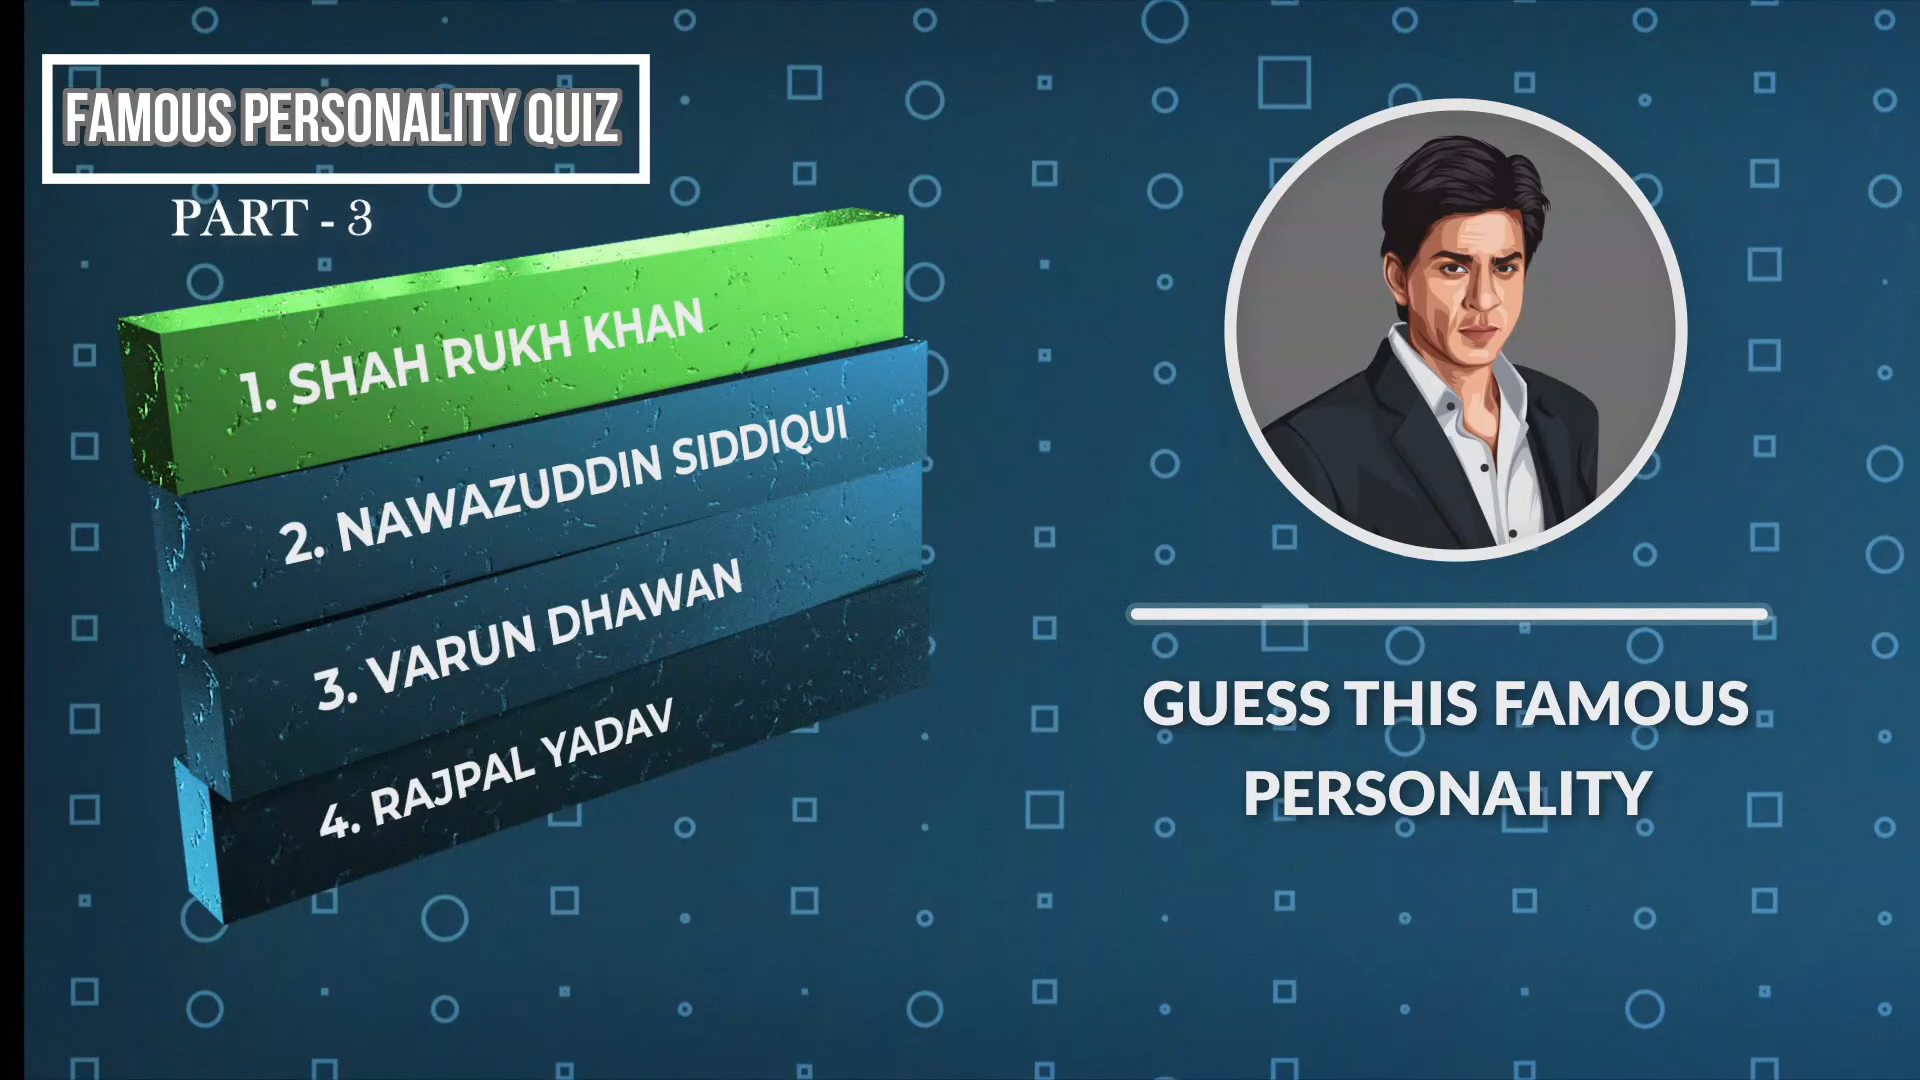 FAMOUS PERSONALITY QUIZ
PART - 3
1. SHAH RUKH KHAN
2. NAWAZUDDIN SIDDIQUI
3. VARUN DHAWAN
4. RAJPAL YADAV
GUESS THIS FAMOUS
PERSONALITY